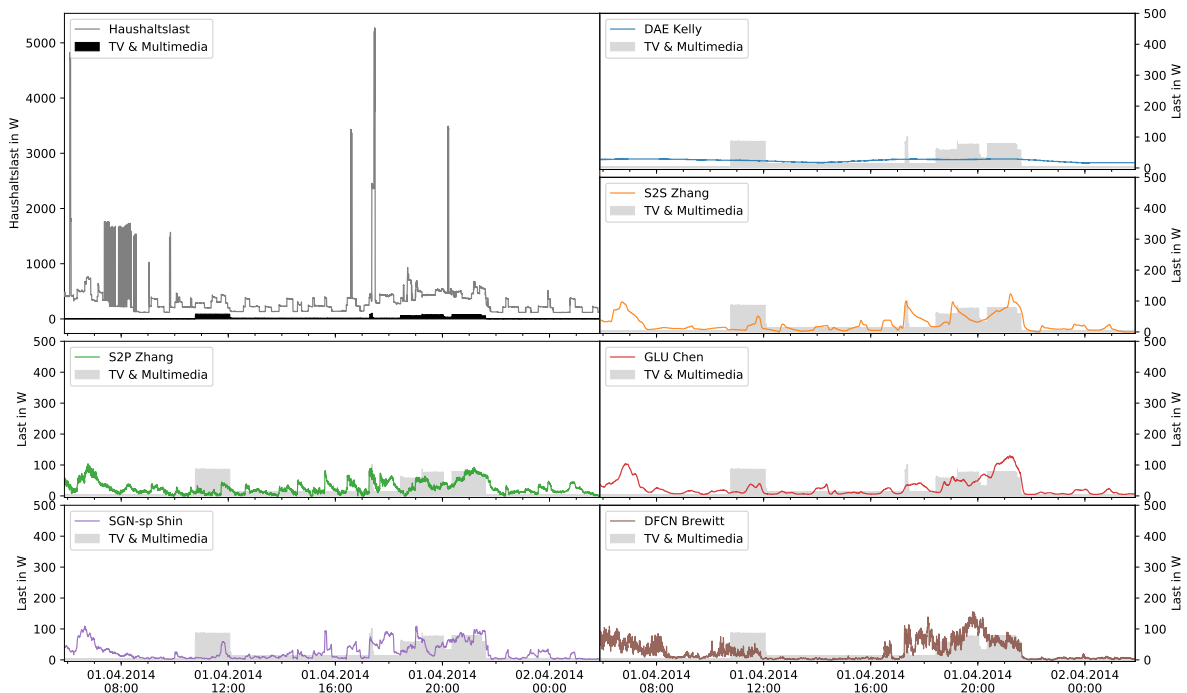 Haushaltslast
TV & Multimedia
5000
4000
3000
2000
1000
0
Haushaltslast in W
DAE Kelly
TV & Multimedia
500
400
300
200
100
0
Last in W
S2S Zhang
TV & Multimedia
500
400
300
200
100
0
Last in W
S2P Zhang
TV & Multimedia
500
400
300
200
100
0
Last in W
GLU Chen
TV & Multimedia
500
400
300
200
100
0
Last in W
SGN-sp Shin
TV & Multimedia
500
400
300
200
100
0
Last in W
DFCN Brewitt
TV & Multimedia
500
400
300
200
100
0
Last in W
01.04.2014 01.04.2014 01.04.2014 01.04.2014 02.04.2014
08:00 12:00 16:00 20:00 00:00
01.04.2014 01.04.2014 01.04.2014 01.04.2014 02.04.2014
08:00 12:00 16:00 20:00 00:00